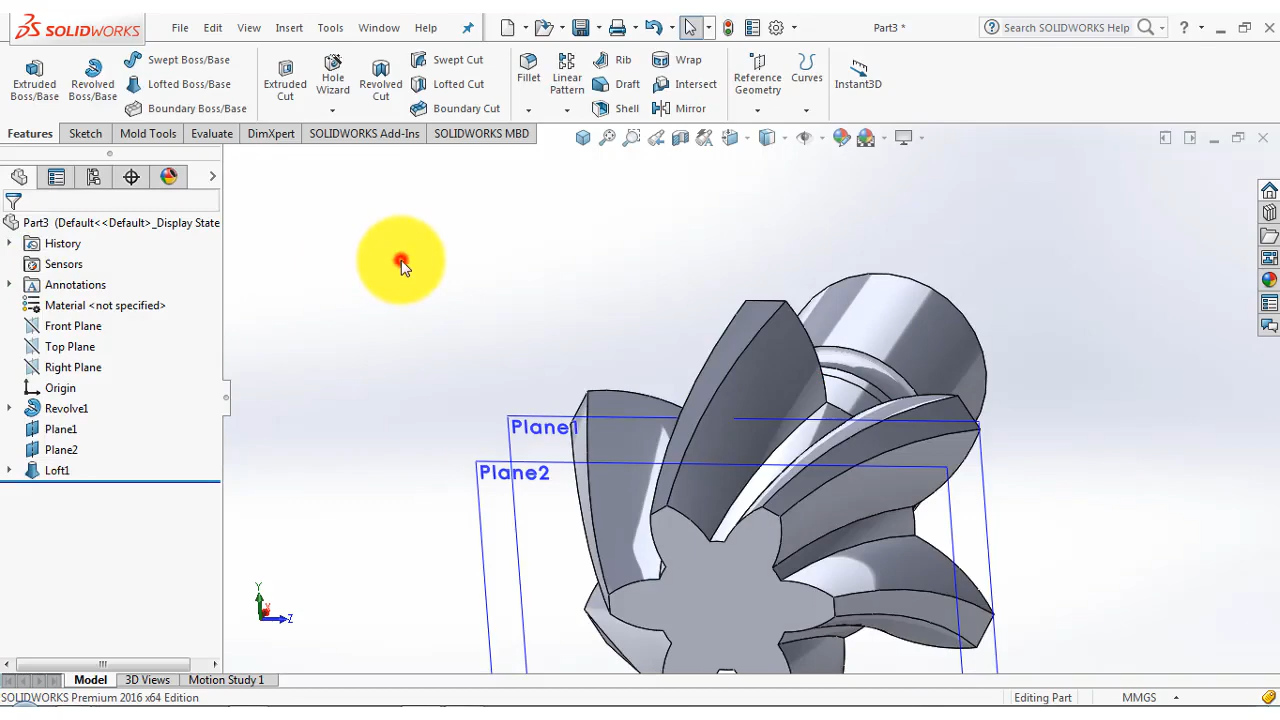 SOLIDWORKS File Edit View Insert Tools Window Help Part3 * Search SOLIDWORKS Help ?
Extruded Boss/Base
Revolved Boss/Base
Swept Boss/Base
Lofted Boss/Base
Boundary Boss/Base
Extruded Cut
Hole Wizard
Revolved Cut
Swept Cut
Lofted Cut
Boundary Cut
Fillet
Linear Pattern
Rib
Draft
Shell
Wrap
Intersect
Mirror
Reference Geometry
Curves
Instant3D
Features Sketch Mold Tools Evaluate DimXpert SOLIDWORKS Add-Ins SOLIDWORKS MBD
Part3 (Default<<Default>_Display State
History
Sensors
A Annotations
Material <not specified>
Front Plane
Top Plane
Right Plane
Origin
Revolve1
Plane1
Plane2
Loft1
Plane1
Plane2
Y
X
Z
Model 3D Views Motion Study 1
SOLIDWORKS Premium 2016 x64 Edition Editing Part MMGS